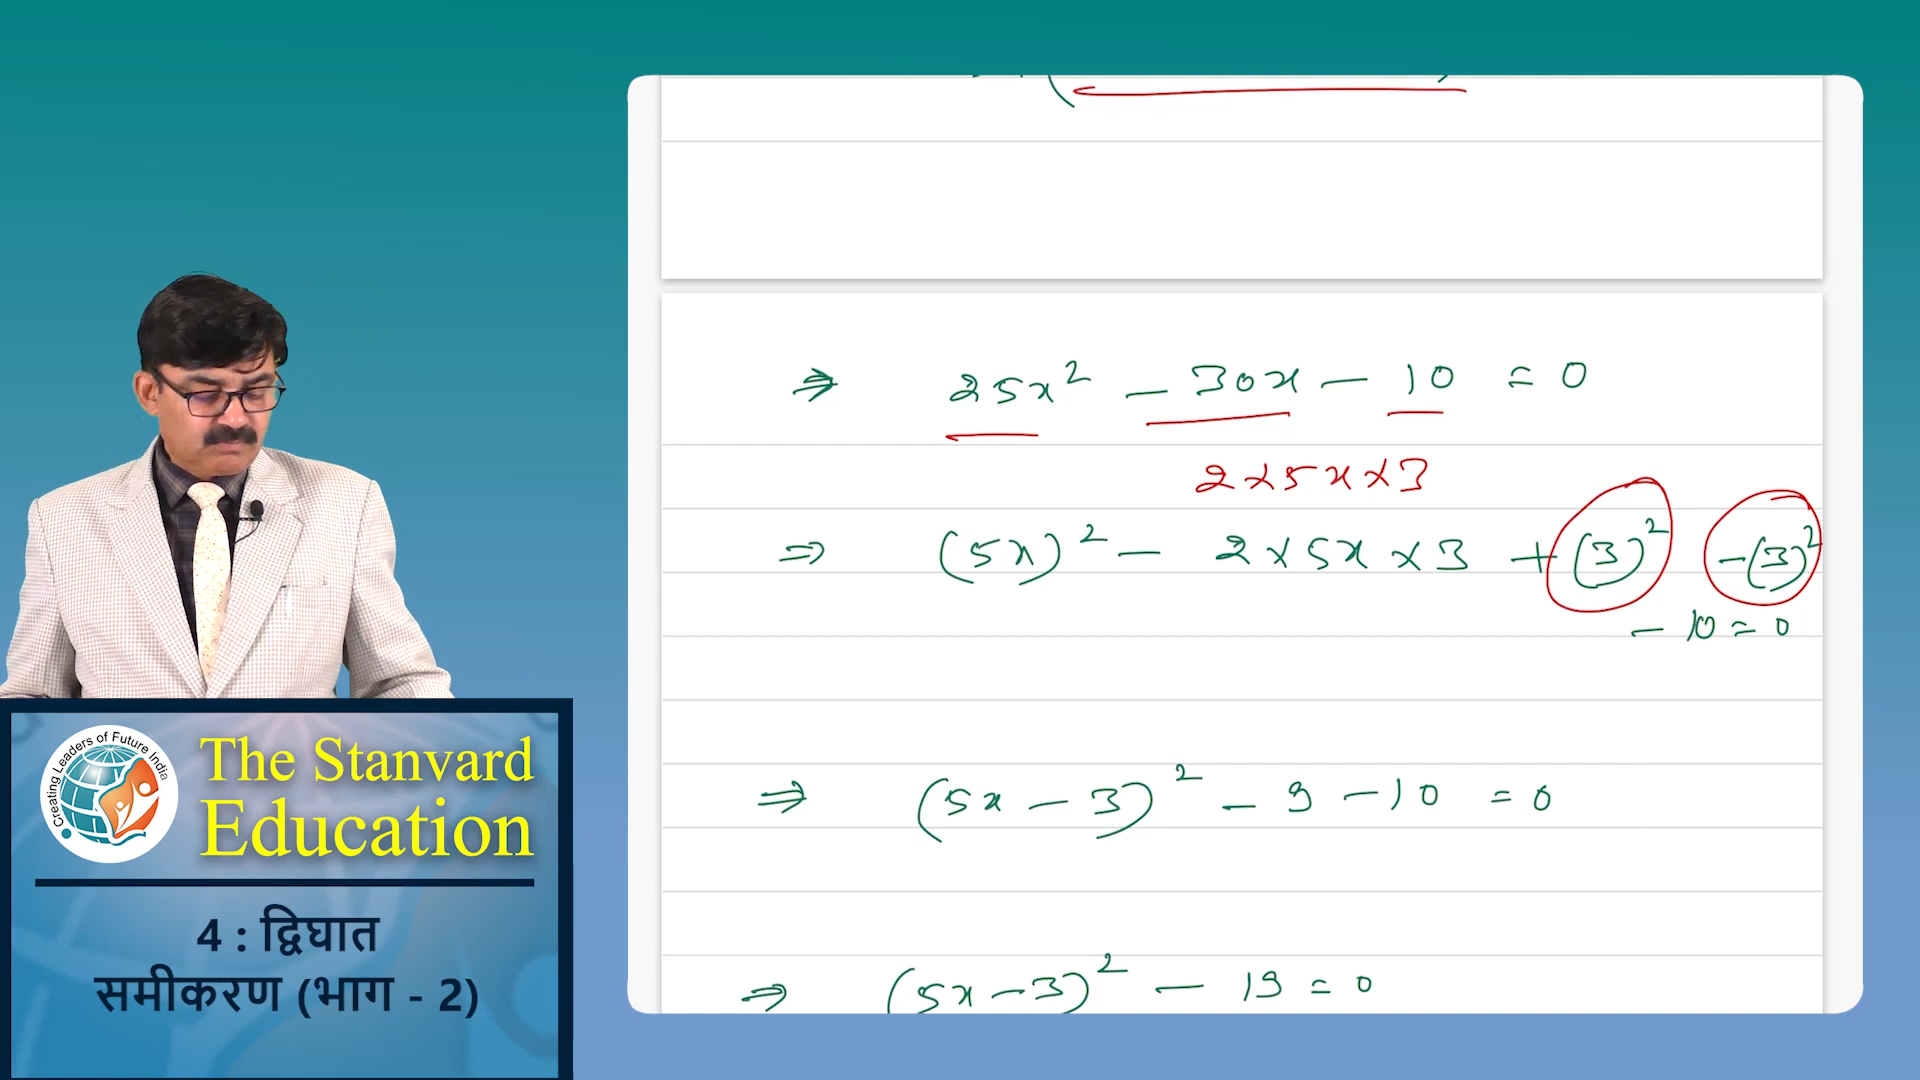 ⇒ 25x² – 30x – 10 = 0
2×5x×3
⇒ (5x)² – 2×5x×3 + (3)² –(3)²
– 10 = 0
⇒ (5x – 3)² – 9 – 10 = 0
⇒ (5x – 3)² – 19 = 0
Creating Leaders of Future India
The Stanvard
Education
4 : द्विघात
समीकरण (भाग - 2)